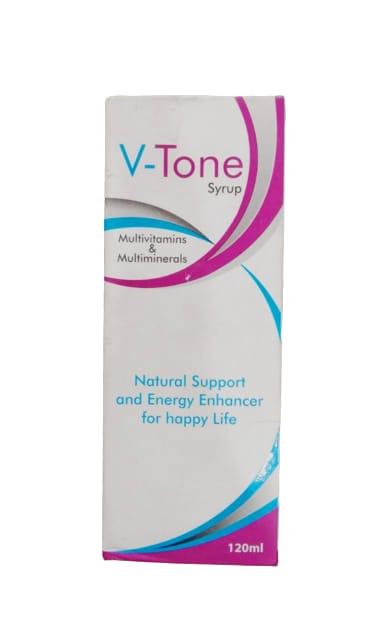 V-Tone
Syrup
Multivitamins
&
Multiminerals
Natural Support
and Energy Enhancer
for happy Life
120ml